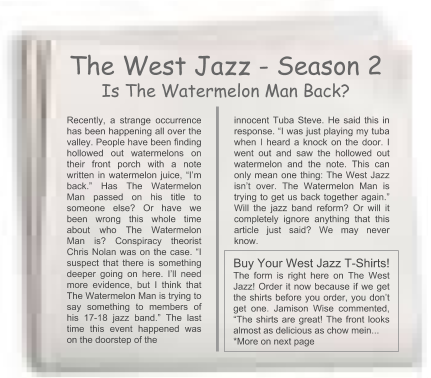 The West Jazz - Season 2
Is The Watermelon Man Back?
Recently, a strange occurrence
has been happening all over the
valley. People have been finding
hollowed out watermelons on
their front porch with a note
written in watermelon juice, “I’m
back.” Has The Watermelon
Man passed on his title to
someone else? Or have we
been wrong this whole time
about who The Watermelon
Man is? Conspiracy theorist
Chris Nolan was on the case. “I
suspect that there is something
deeper going on here. I’ll need
more evidence, but I think that
The Watermelon Man is trying to
say something to members of
his 17-18 jazz band.” The last
time this event happened was
on the doorstep of the
innocent Tuba Steve. He said this in
response. “I was just playing my tuba
when I heard a knock on the door. I
went out and saw the hollowed out
watermelon and the note. This can
only mean one thing: The West Jazz
isn’t over. The Watermelon Man is
trying to get us back together again.”
Will the jazz band reform? Or will it
completely ignore anything that this
article just said? We may never
know.
Buy Your West Jazz T-Shirts!
The form is right here on The West
Jazz! Order it now because if we get
the shirts before you order, you don’t
get one. Jamison Wise commented,
“The shirts are great! The front looks
almost as delicious as chow mein...
*More on next page